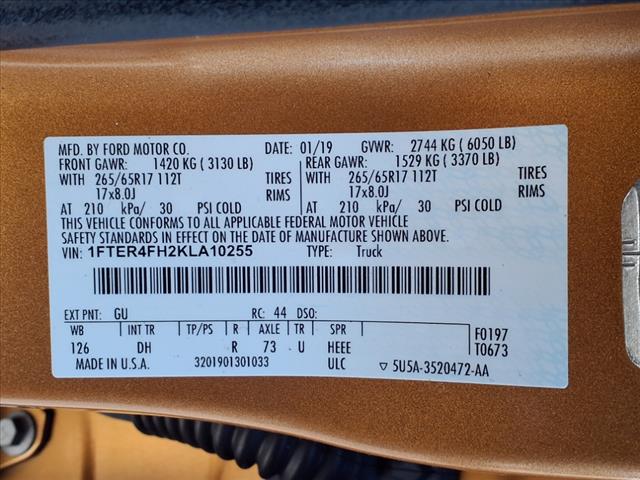 MFD. BY FORD MOTOR CO. DATE: 01/19 GVWR: 2744 KG ( 6050 LB)
FRONT GAWR: 1420 KG ( 3130 LB) REAR GAWR: 1529 KG ( 3370 LB)
WITH 265/65R17 112T TIRES WITH 265/65R17 112T TIRES
17x8.0J RIMS 17x8.0J RIMS
AT 210 kPa/ 30 PSI COLD AT 210 kPa/ 30 PSI COLD
THIS VEHICLE CONFORMS TO ALL APPLICABLE FEDERAL MOTOR VEHICLE
SAFETY STANDARDS IN EFFECT ON THE DATE OF MANUFACTURE SHOWN ABOVE.
VIN: 1FTER4FH2KLA10255 TYPE: Truck
EXT PNT: GU RC: 44 DSO:
WB INT TR TP/PS R AXLE TR SPR F0197
126 DH R 73 U HEEE T0673
MADE IN U.S.A. 3201901301033 ULC ▽ 5U5A-3520472-AA